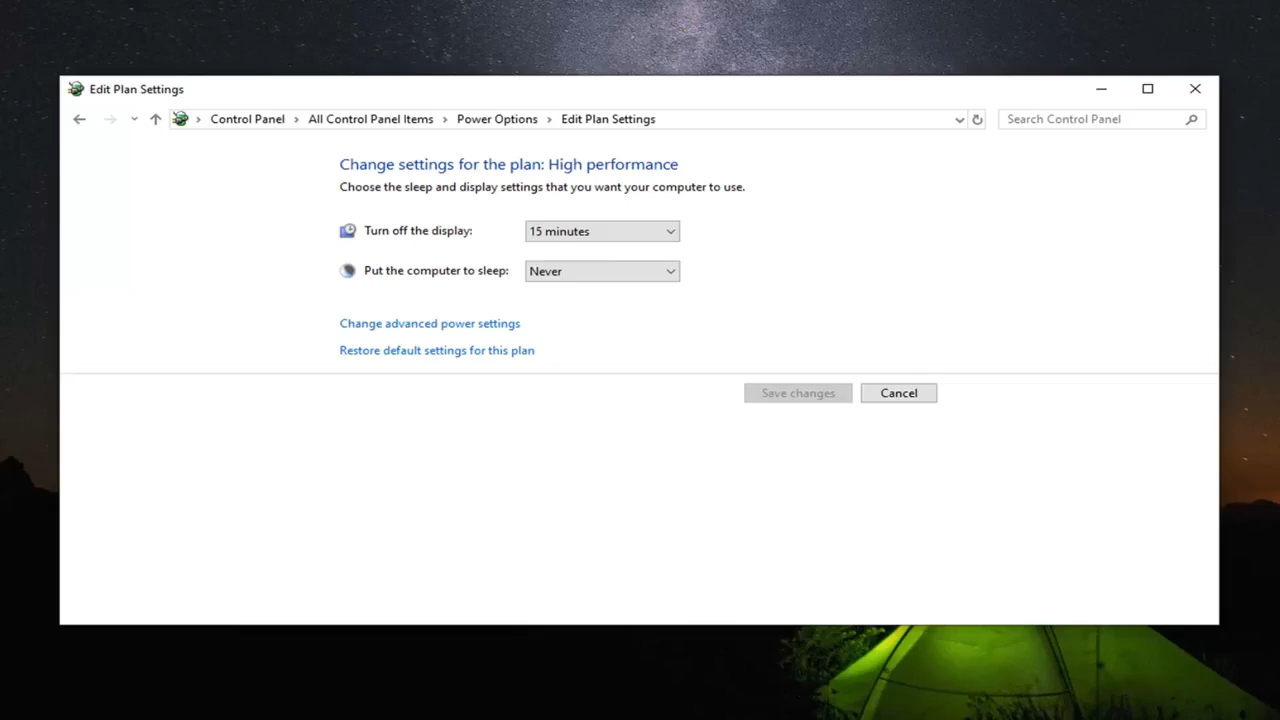 Edit Plan Settings
Control Panel > All Control Panel Items > Power Options > Edit Plan Settings
Search Control Panel
Change settings for the plan: High performance
Choose the sleep and display settings that you want your computer to use.
Turn off the display: 15 minutes
Put the computer to sleep: Never
Change advanced power settings
Restore default settings for this plan
Save changes Cancel